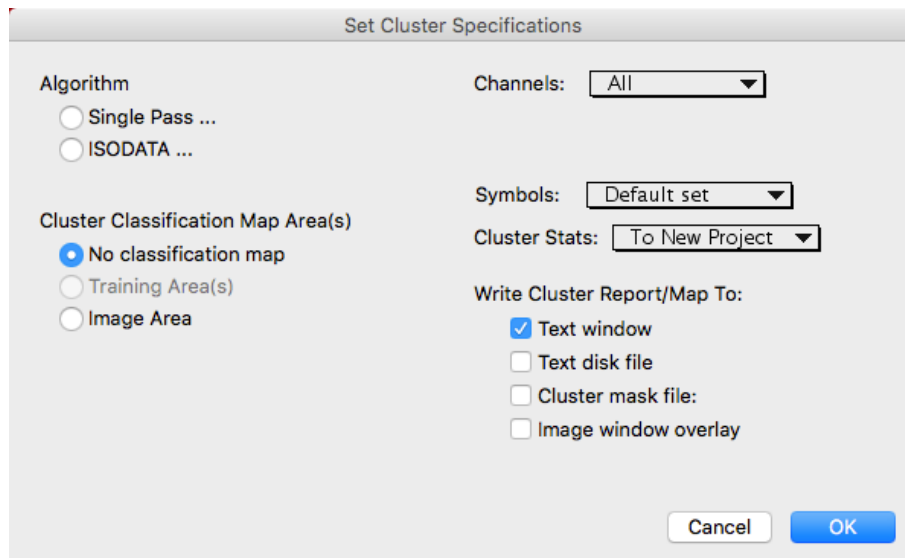 Set Cluster Specifications
Algorithm
Single Pass ...
ISODATA ...
Cluster Classification Map Area(s)
No classification map
Training Area(s)
Image Area
Channels: All
Symbols: Default set
Cluster Stats: To New Project
Write Cluster Report/Map To:
Text window
Text disk file
Cluster mask file:
Image window overlay
Cancel OK